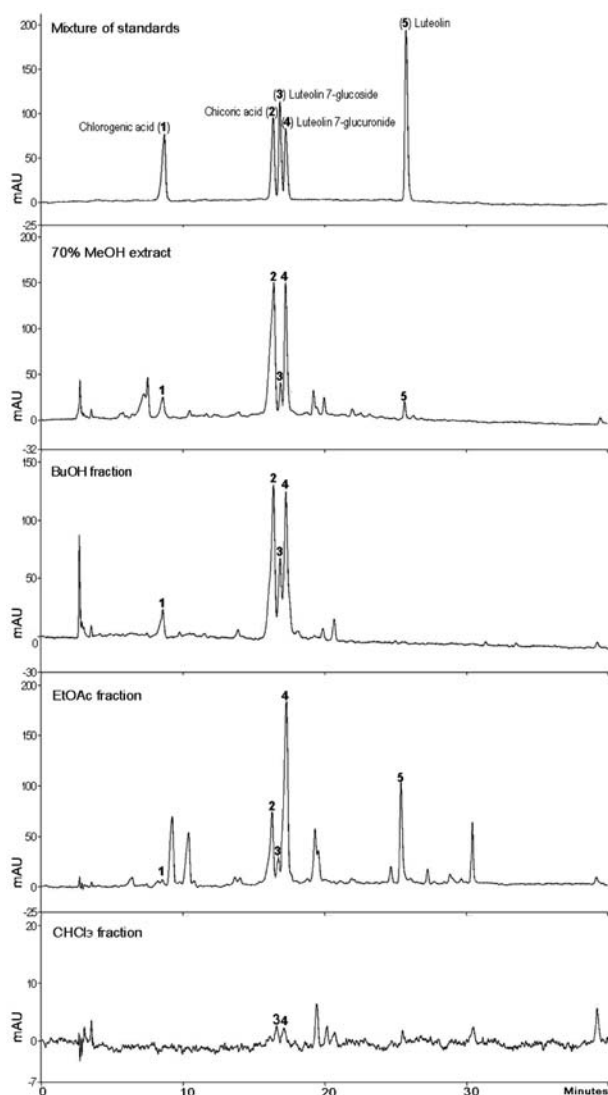 200
Mixture of standards
(5) Luteolin
150
(3) Luteolin 7-glucoside
100
Chicoric acid (2)
(4) Luteolin 7-glucuronide
Chlorogenic acid (1)
50
0
-25
mAU
200
70% MeOH extract
150
2 4
100
50
3
1
5
0
-32
mAU
150
BuOH fraction
2 4
100
3
50
1
0
-30
mAU
200
EtOAc fraction
4
150
100
5
2
50
3
1
0
-25
mAU
20
CHCl3 fraction
10
3 4
0
-7
mAU
0 10 20 30 Minutes